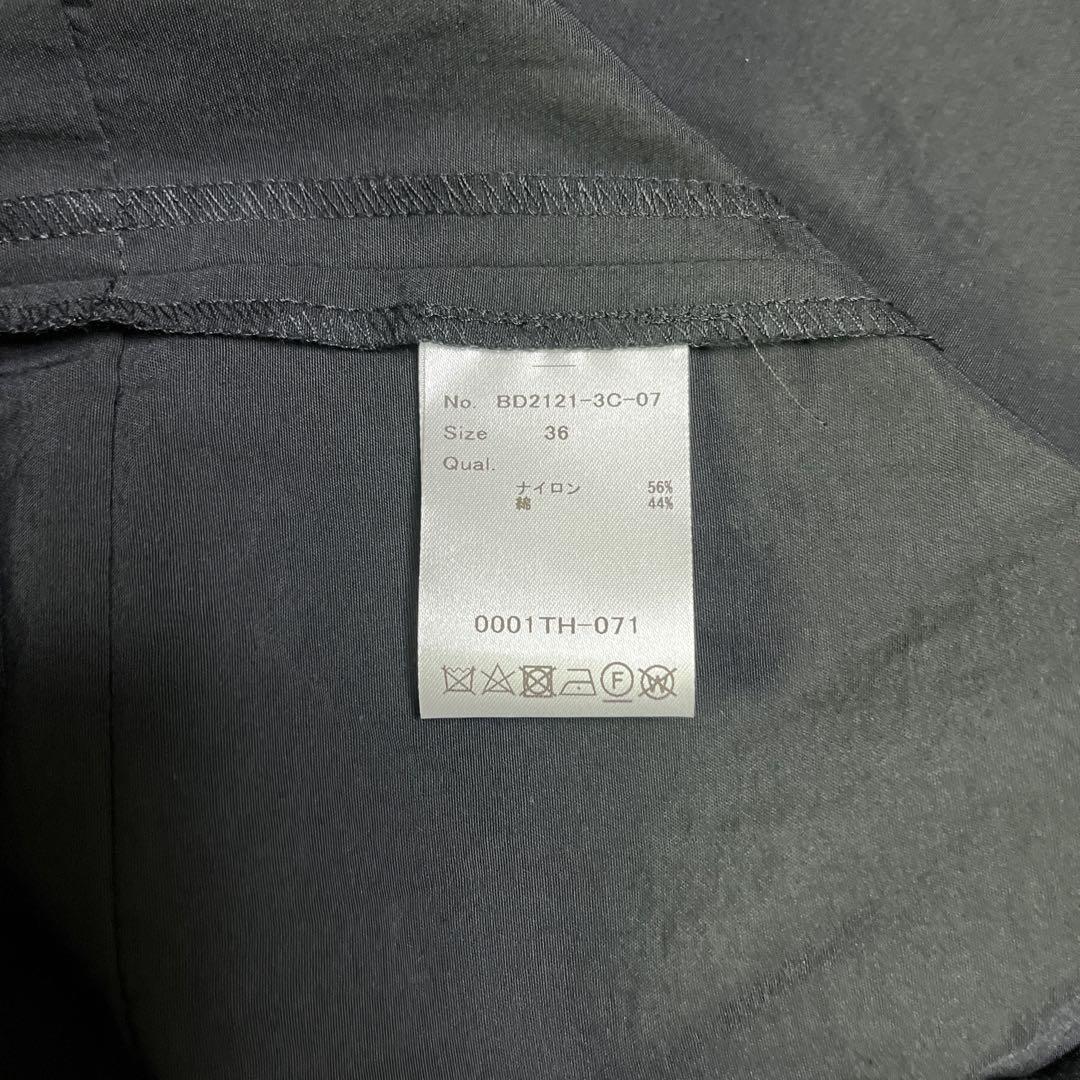 No. BD2121-3C-07
Size 36
Qual.
ナイロン 56%
綿 44%
0001TH-071
F W